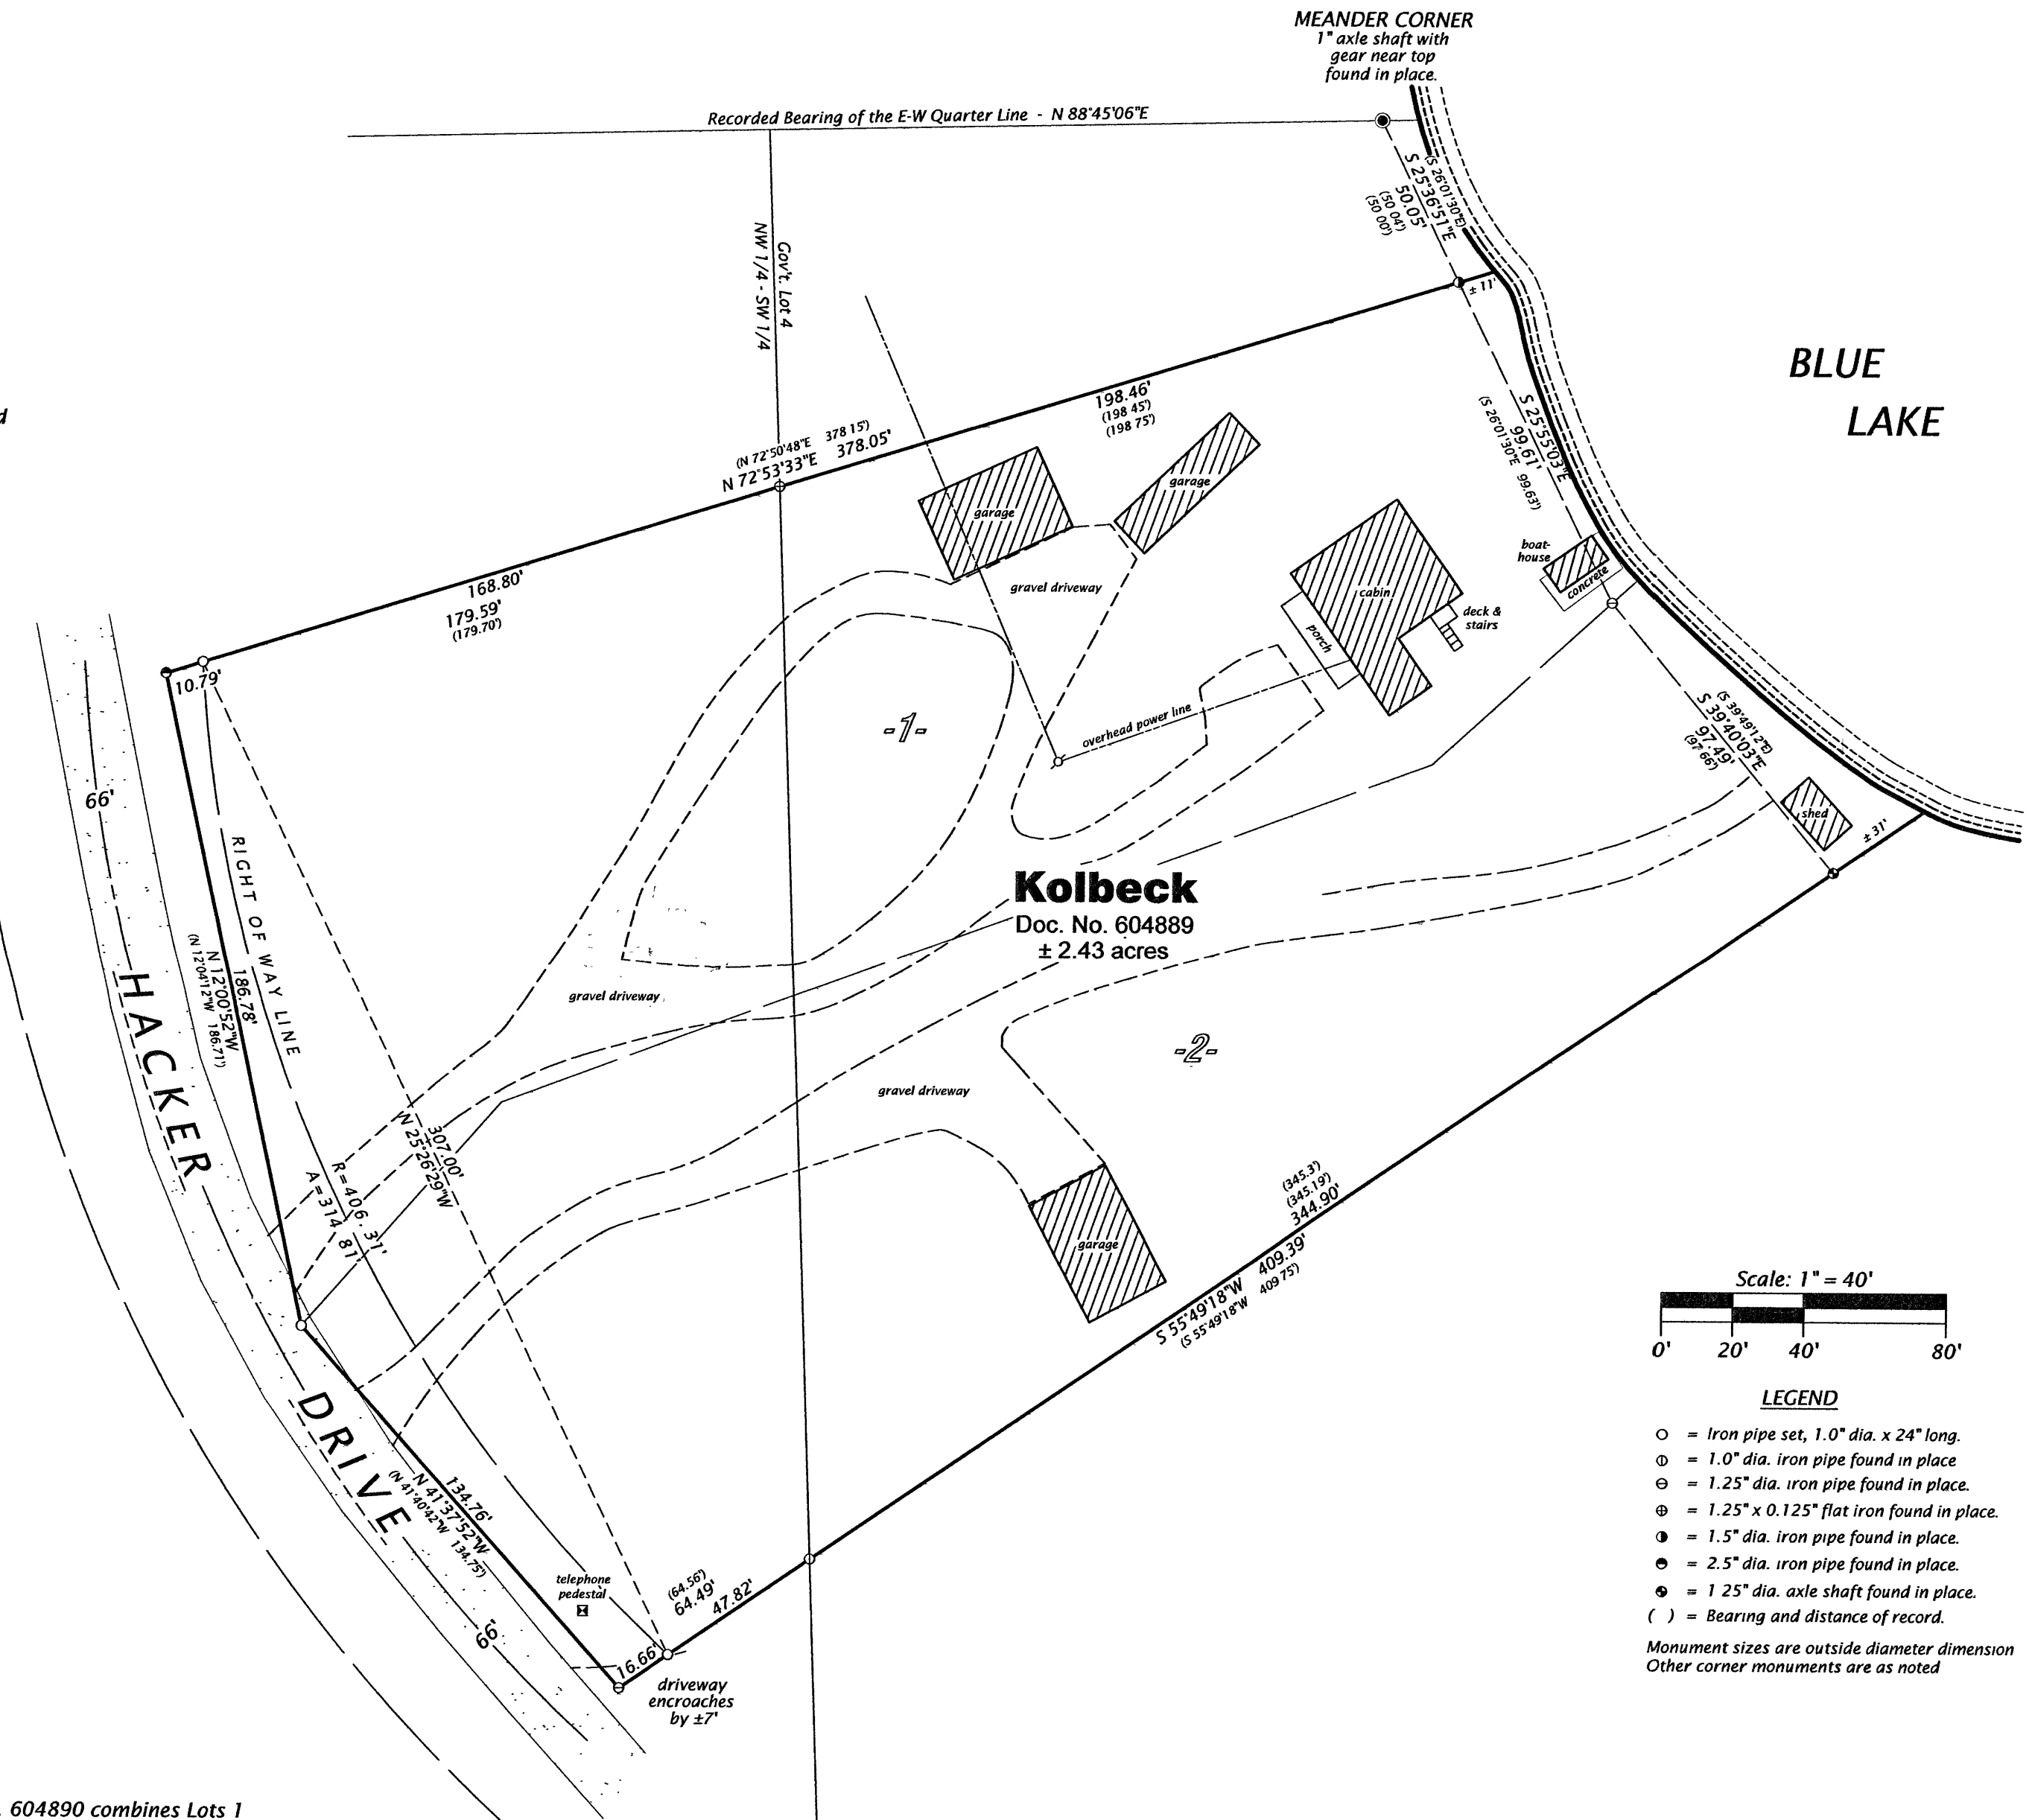 MEANDER CORNER
1" axle shaft with
gear near top
found in place.
Recorded Bearing of the E-W Quarter Line - N 88°45'06"E
(S 26°01'30"E)
S 25°36'51"E
50.05'
(50 04')
(50 00')
Gov't. Lot 4
NW 1/4 - SW 1/4
± 11'
BLUE
LAKE
d
198.46'
(198 45')
(198 75')
(N 72°50'48"E 378 15')
N 72°53'33"E 378.05'
S 25°55'03"E
99.61'
(S 26°01'30"E 99.63')
garage
garage
168.80'
179.59'
(179.70')
gravel driveway
cabin
boat-
house
concrete
deck &
stairs
porch
10.79'
-1-
overhead power line
(S 39°49'12"E)
S 39°40'03"E
97.49'
(97 66')
66'
shed
± 31'
RIGHT OF WAY LINE
Kolbeck
Doc. No. 604889
± 2.43 acres
186.78'
N 12°00'52"W
(N 12°04'12"W 186.71')
HACKER
gravel driveway
-2-
gravel driveway
307.00'
N 25°26'29"W
R=406.31'
A=314 81'
garage
(345.3')
(345.19')
344.90'
S 55°49'18"W 409.39'
(S 55°49'18"W 409 75')
DRIVE
134.76'
N 41°37'52"W
(N 41°40'42"W 134.75')
telephone
pedestal
(64.56')
64.49'
47.82'
66'
16.66'
driveway
encroaches
by ±7'
Scale: 1" = 40'
0' 20' 40' 80'
LEGEND
= Iron pipe set, 1.0" dia. x 24" long.
= 1.0" dia. iron pipe found in place
= 1.25" dia. iron pipe found in place.
= 1.25" x 0.125" flat iron found in place.
= 1.5" dia. iron pipe found in place.
= 2.5" dia. iron pipe found in place.
= 1 25" dia. axle shaft found in place.
( ) = Bearing and distance of record.
Monument sizes are outside diameter dimension
Other corner monuments are as noted
. 604890 combines Lots 1